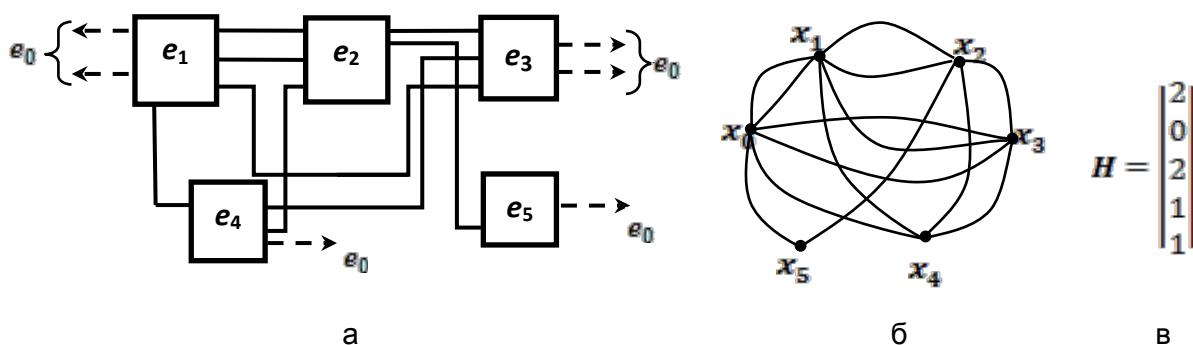 e₀
e₁
e₂
e₃
e₀
e₄
e₀
e₅
e₀
x₁
x₂
x₀
x₃
x₅
x₄
H =
2
0
2
1
1
а
б
в